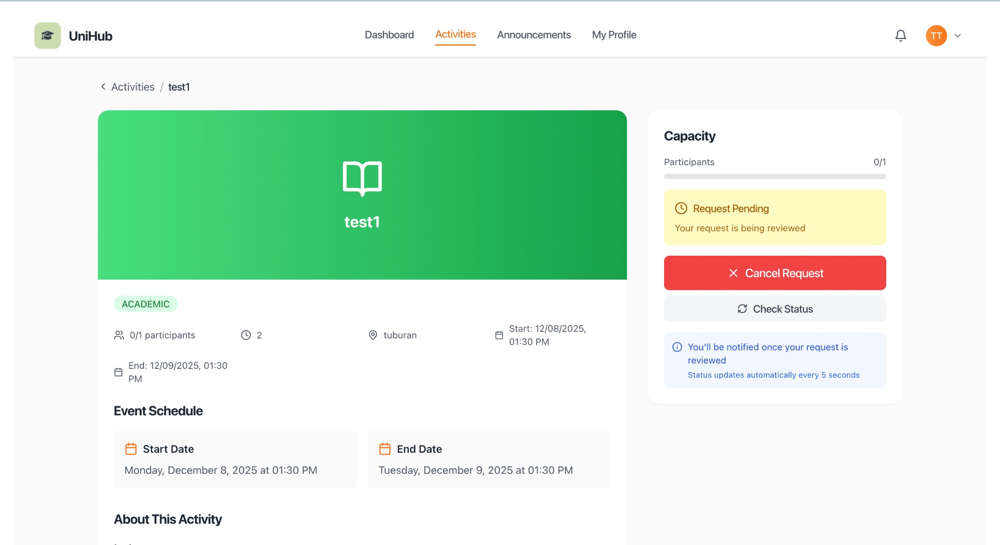 UniHub
Dashboard
Activities
Announcements
My Profile
TT
Activities / test1
test1
ACADEMIC
0/1 participants
2
tuburan
Start: 12/08/2025,
01:30 PM
End: 12/09/2025, 01:30
PM
Event Schedule
Start Date
Monday, December 8, 2025 at 01:30 PM
End Date
Tuesday, December 9, 2025 at 01:30 PM
About This Activity
Capacity
Participants 0/1
Request Pending
Your request is being reviewed
Cancel Request
Check Status
You'll be notified once your request is
reviewed
Status updates automatically every 5 seconds